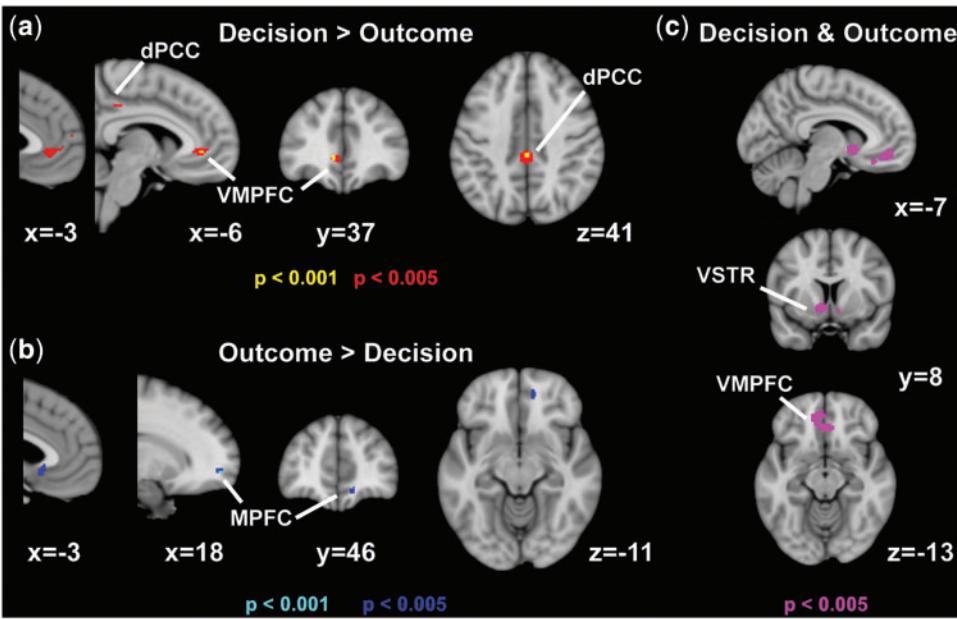 (a)
Decision > Outcome
dPCC
dPCC
VMPFC
x=-3
x=-6
y=37
z=41
p < 0.001
p < 0.005
(b)
Outcome > Decision
MPFC
x=-3
x=18
y=46
z=-11
p < 0.001
p < 0.005
(c)
Decision & Outcome
x=-7
VSTR
y=8
VMPFC
z=-13
p < 0.005